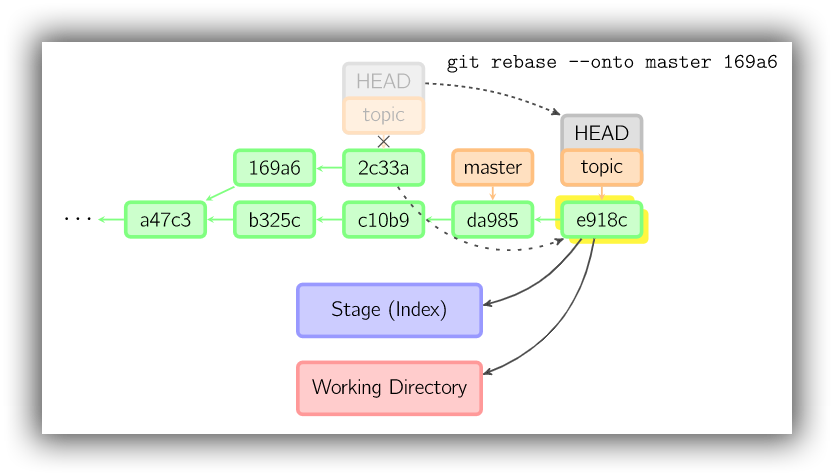 git rebase --onto master 169a6
HEAD
topic
HEAD
topic
169a6
2c33a
master
...
a47c3
b325c
c10b9
da985
e918c
Stage (Index)
Working Directory